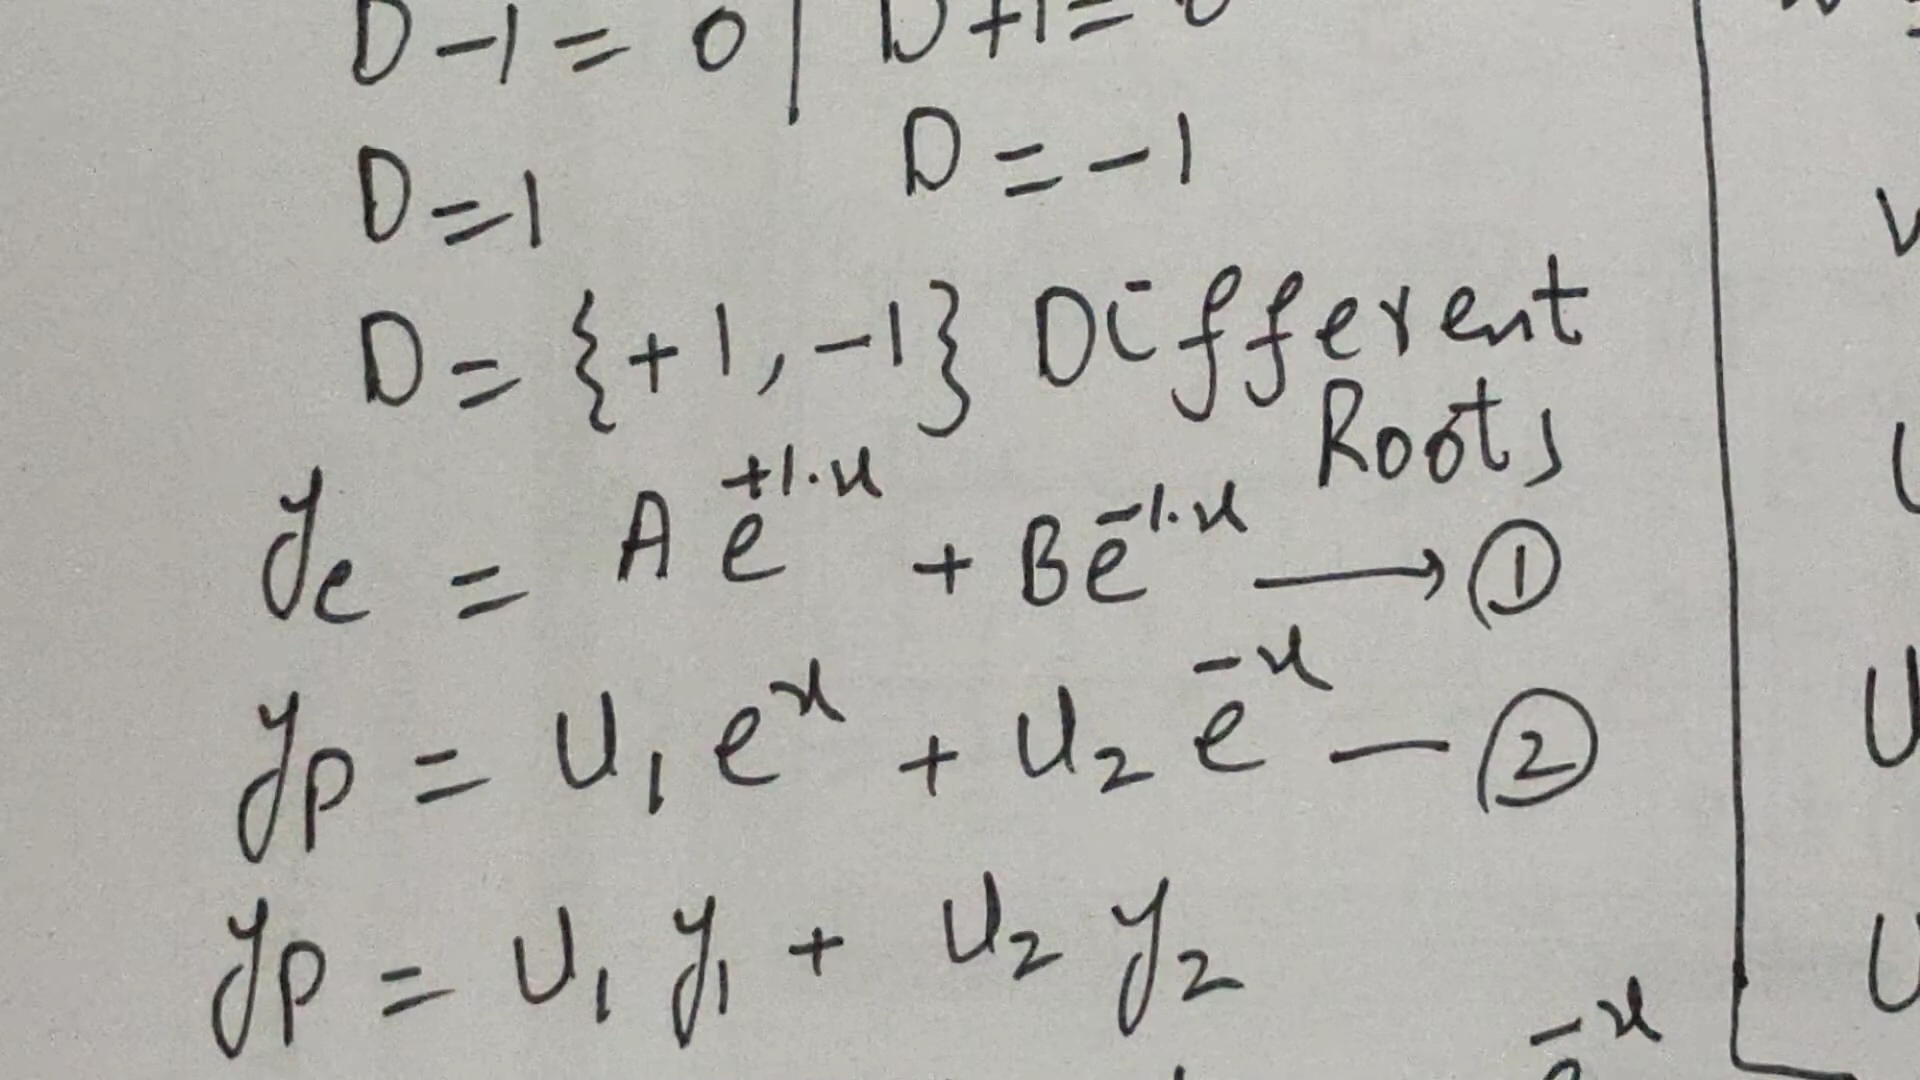 D-1=0 | D+1=0
D=1 D=-1
D={+1,-1} Different
Roots
yc = A e^{+1.x} + B e^{-1.x} → ①
yp = U₁ e^x + U₂ e^{-x} — ②
yp = U₁ y₁ + U₂ y₂
e^{-x}